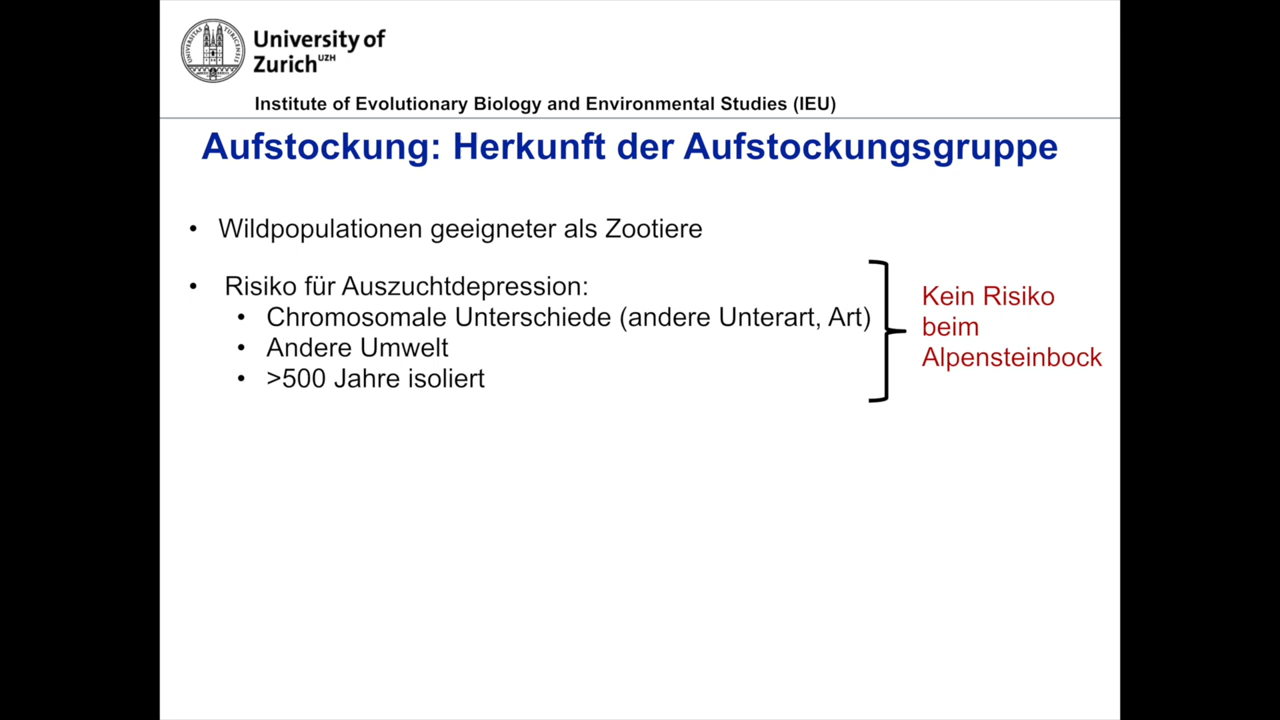 University of
Zurich UZH
Institute of Evolutionary Biology and Environmental Studies (IEU)
Aufstockung: Herkunft der Aufstockungsgruppe
• Wildpopulationen geeigneter als Zootiere
• Risiko für Auszuchtdepression:
• Chromosomale Unterschiede (andere Unterart, Art)
• Andere Umwelt
• >500 Jahre isoliert
Kein Risiko
beim
Alpensteinbock